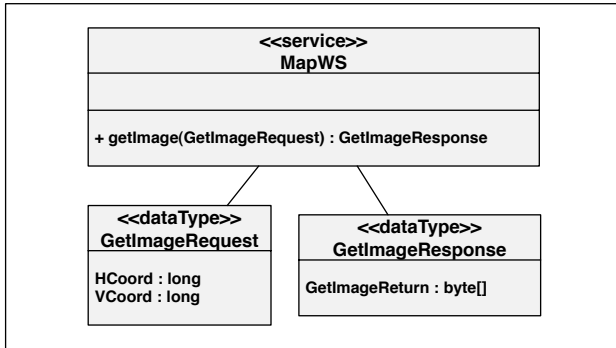 <<service>>
MapWS
+ getImage(GetImageRequest) : GetImageResponse
<<dataType>>
GetImageRequest
HCoord : long
VCoord : long
<<dataType>>
GetImageResponse
GetImageReturn : byte[]